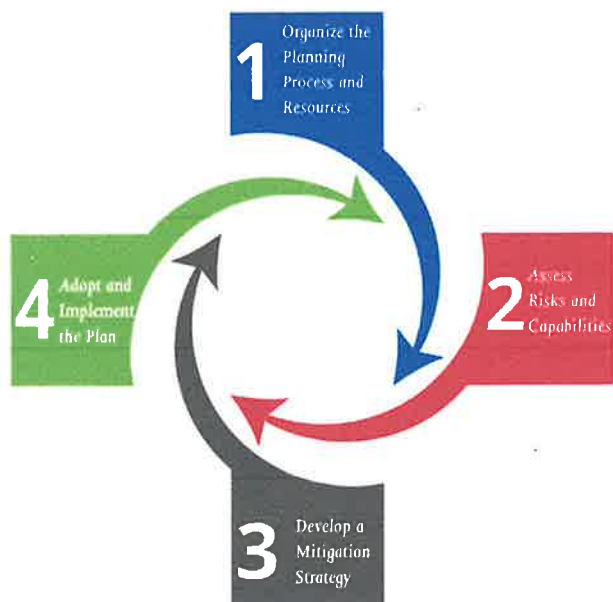 1
Organize the
Planning
Process and
Resources
2
Assess
Risks and
Capabilities
3
Develop a
Mitigation
Strategy
4
Adopt and
Implement
the Plan